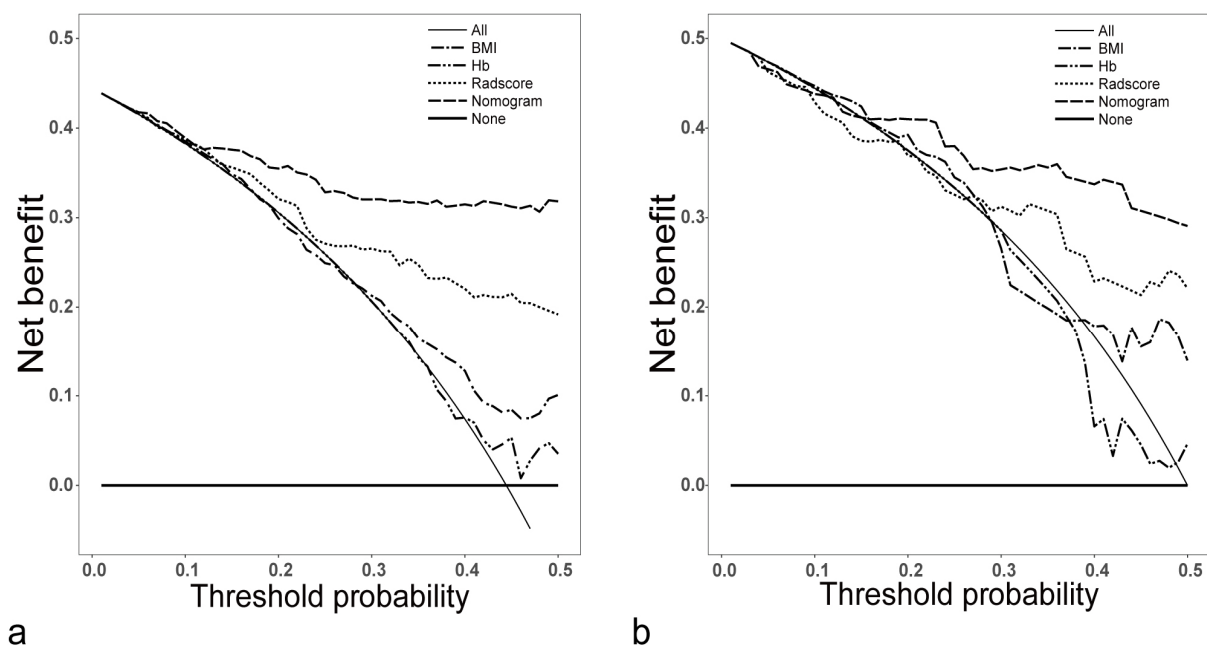 All
BMI
Hb
Radscore
Nomogram
None
0.5
0.4
0.3
0.2
0.1
0.0
Net benefit
0.0 0.1 0.2 0.3 0.4 0.5
Threshold probability
a
All
BMI
Hb
Radscore
Nomogram
None
0.5
0.4
0.3
0.2
0.1
0.0
Net benefit
0.0 0.1 0.2 0.3 0.4 0.5
Threshold probability
b